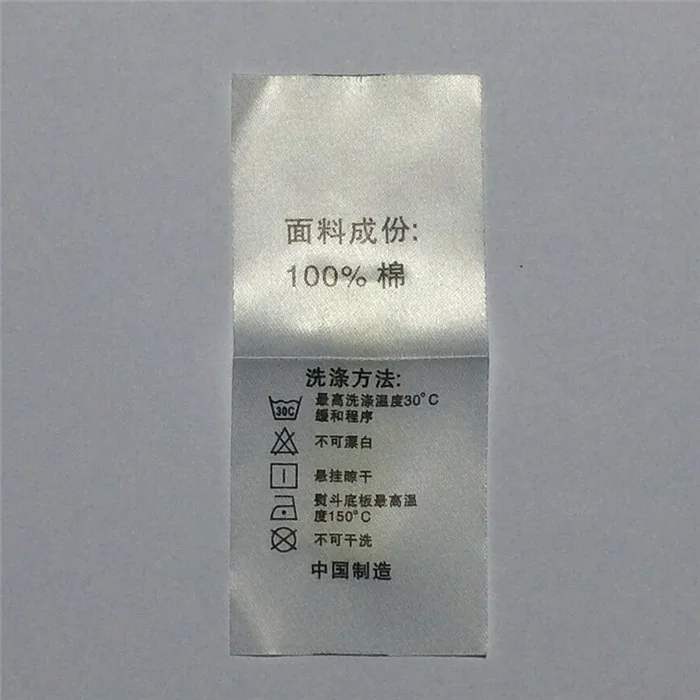 面料成份:
100% 棉
洗涤方法:
30C
最高洗涤温度30°C
缓和程序
不可漂白
悬挂晾干
熨斗底板最高温
度150°C
不可干洗
中国制造